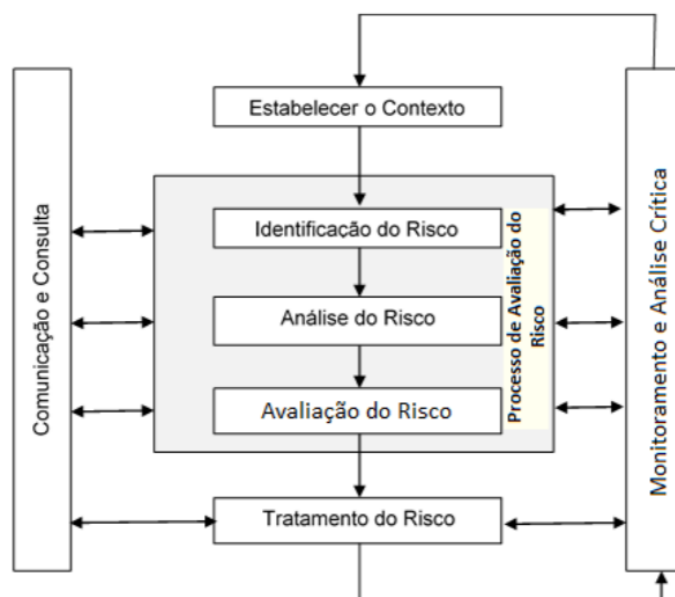 Estabelecer o Contexto
Comunicação e Consulta
Identificação do Risco
Análise do Risco
Avaliação do Risco
Processo de Avaliação do
Risco
Tratamento do Risco
Monitoramento e Análise Crítica